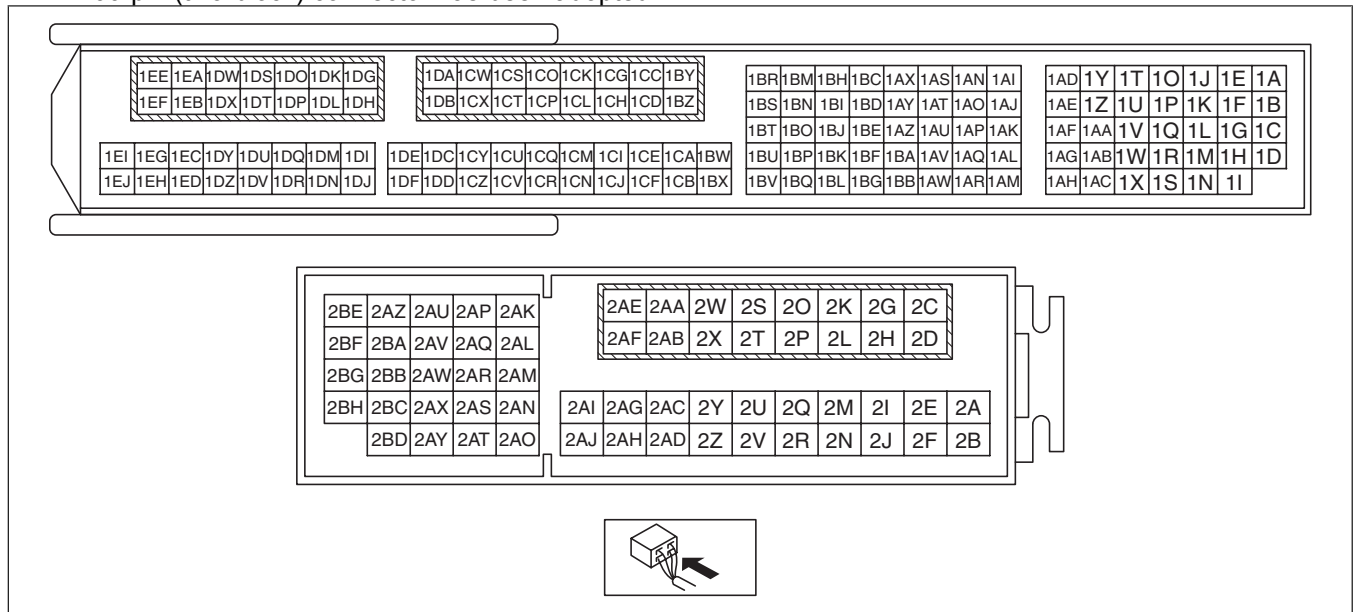 1EE 1EA 1DW 1DS 1DO 1DK 1DG
1EF 1EB 1DX 1DT 1DP 1DL 1DH
1EI 1EG 1EC 1DY 1DU 1DQ 1DM 1DI
1EJ 1EH 1ED 1DZ 1DV 1DR 1DN 1DJ
1DA 1CW 1CS 1CO 1CK 1CG 1CC 1BY
1DB 1CX 1CT 1CP 1CL 1CH 1CD 1BZ
1DE 1DC 1CY 1CU 1CQ 1CM 1CI 1CE 1CA 1BW
1DF 1DD 1CZ 1CV 1CR 1CN 1CJ 1CF 1CB 1BX
1BR 1BM 1BH 1BC 1AX 1AS 1AN 1AI
1BS 1BN 1BI 1BD 1AY 1AT 1AO 1AJ
1BT 1BO 1BJ 1BE 1AZ 1AU 1AP 1AK
1BU 1BP 1BK 1BF 1BA 1AV 1AQ 1AL
1BV 1BQ 1BL 1BG 1BB 1AW 1AR 1AM
1AD 1Y 1T 1O 1J 1E 1A
1AE 1Z 1U 1P 1K 1F 1B
1AF 1AA 1V 1Q 1L 1G 1C
1AG 1AB 1W 1R 1M 1H 1D
1AH 1AC 1X 1S 1N 1I
2BE 2AZ 2AU 2AP 2AK
2BF 2BA 2AV 2AQ 2AL
2BG 2BB 2AW 2AR 2AM
2BH 2BC 2AX 2AS 2AN
2BD 2AY 2AT 2AO
2AE 2AA 2W 2S 2O 2K 2G 2C
2AF 2AB 2X 2T 2P 2L 2H 2D
2AI 2AG 2AC 2Y 2U 2Q 2M 2I 2E 2A
2AJ 2AH 2AD 2Z 2V 2R 2N 2J 2F 2B